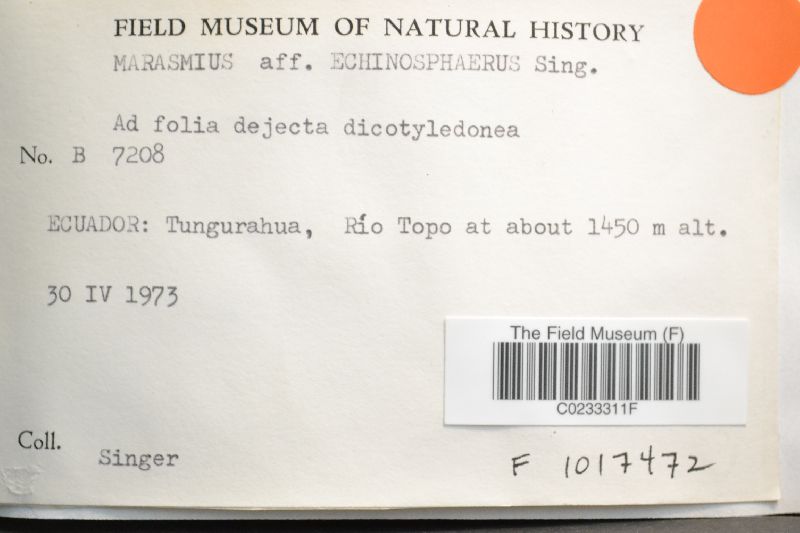 FIELD MUSEUM OF NATURAL HISTORY
MARASMIUS aff. ECHINOSPHAERUS Sing.
Ad folia dejecta dicotyledonea
No. B 7208
ECUADOR: Tungurahua, Río Topo at about 1450 m alt.
30 IV 1973
The Field Museum (F)
C0233311F
Coll. Singer
F 1017472